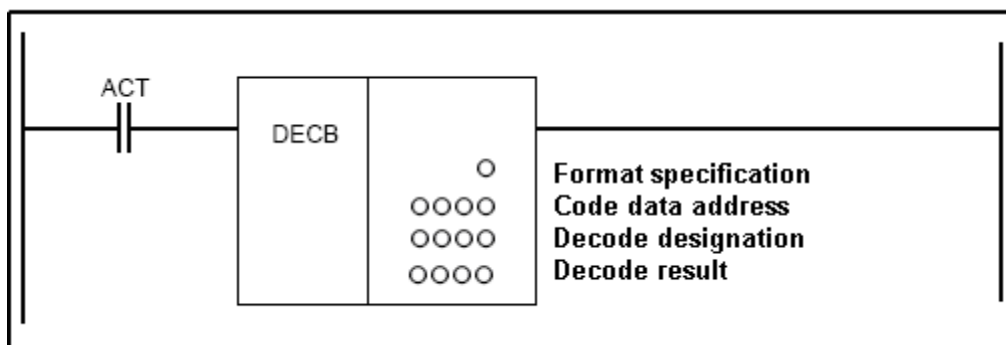 ACT
DECB
○ Format specification
○○○○ Code data address
○○○○ Decode designation
○○○○ Decode result